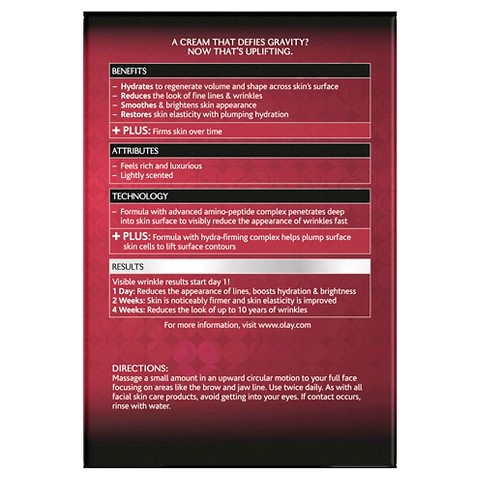 A CREAM THAT DEFIES GRAVITY?
NOW THAT'S UPLIFTING.
BENEFITS
– Hydrates to regenerate volume and shape across skin's surface
– Reduces the look of fine lines & wrinkles
– Smoothes & brightens skin appearance
– Restores skin elasticity with plumping hydration
+ PLUS: Firms skin over time
ATTRIBUTES
– Feels rich and luxurious
– Lightly scented
TECHNOLOGY
– Formula with advanced amino-peptide complex penetrates deep
into skin surface to visibly reduce the appearance of wrinkles fast
+ PLUS: Formula with hydra-firming complex helps plump surface
skin cells to lift surface contours
RESULTS
Visible wrinkle results start day 1!
1 Day: Reduces the appearance of lines, boosts hydration & brightness
2 Weeks: Skin is noticeably firmer and skin elasticity is improved
4 Weeks: Reduces the look of up to 10 years of wrinkles
For more information, visit www.olay.com
DIRECTIONS:
Massage a small amount in an upward circular motion to your full face
focusing on areas like the brow and jaw line. Use twice daily. As with all
facial skin care products, avoid getting into your eyes. If contact occurs,
rinse with water.